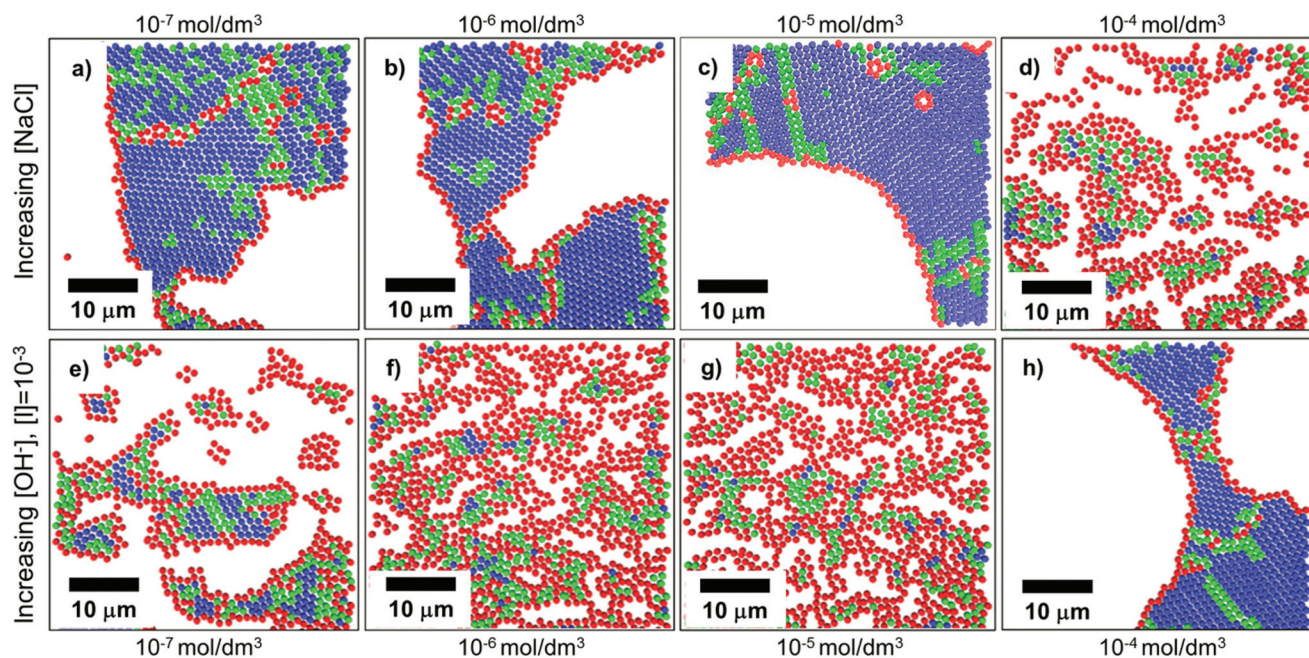 10⁻⁷ mol/dm³ 10⁻⁶ mol/dm³ 10⁻⁵ mol/dm³ 10⁻⁴ mol/dm³
Increasing [NaCl]
a) b) c) d)
10 μm 10 μm 10 μm 10 μm
Increasing [OH⁻], [I]=10⁻³
e) f) g) h)
10 μm 10 μm 10 μm 10 μm
10⁻⁷ mol/dm³ 10⁻⁶ mol/dm³ 10⁻⁵ mol/dm³ 10⁻⁴ mol/dm³